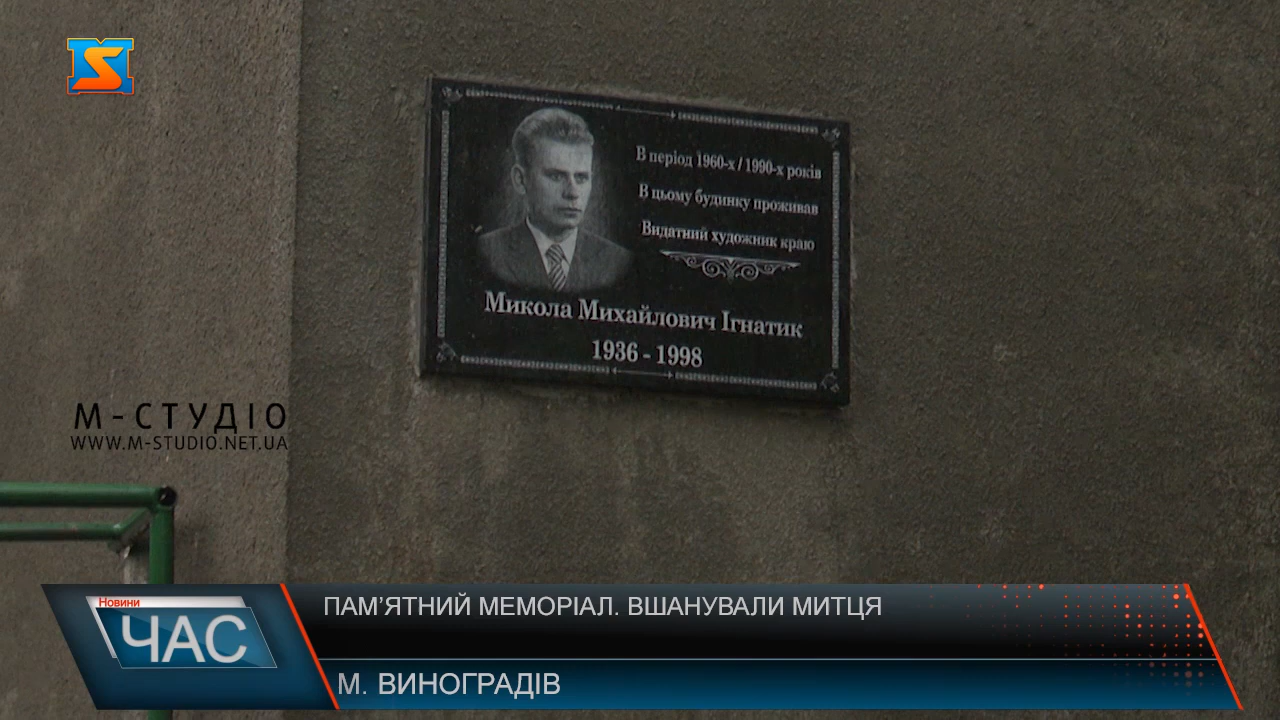 В період 1960-х / 1990-х років
В цьому будинку проживав
Видатний художник краю
Микола Михайлович Ігнатик
1936 - 1998
М-СТУДІО
WWW.M-STUDIO.NET.UA
Новини
ЧАС
ПАМ’ЯТНИЙ МЕМОРІАЛ. ВШАНУВАЛИ МИТЦЯ
М. ВИНОГРАДІВ